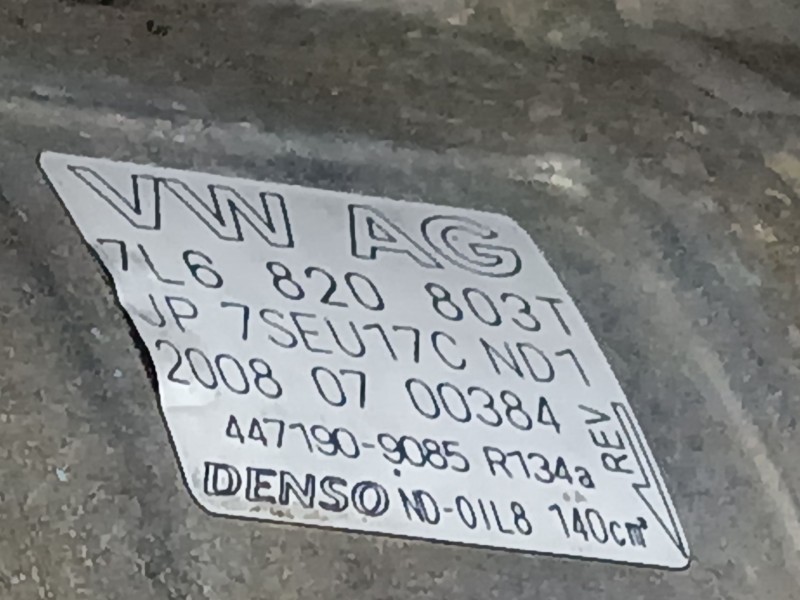 VW AG
7L6 820 803T
JP 7SEU17C ND1
2008 07 00384
447190-9085 R134a
REV
DENSO ND-OIL8 140cm³